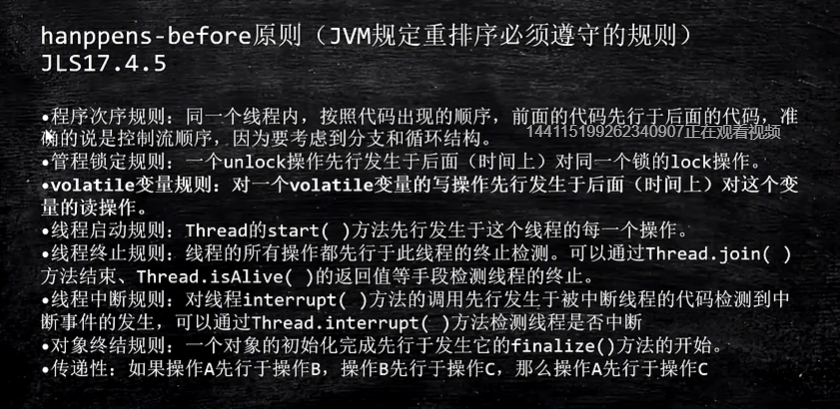 hanppens-before原则（JVM规定重排序必须遵守的规则）
JLS17.4.5
•程序次序规则：同一个线程内，按照代码出现的顺序，前面的代码先行于后面的代码，准
确的说是控制流顺序，因为要考虑到分支和循环结构。
144115199262340907正在观看视频
•管程锁定规则：一个unlock操作先行发生于后面（时间上）对同一个锁的lock操作。
•volatile变量规则：对一个volatile变量的写操作先行发生于后面（时间上）对这个变
量的读操作。
•线程启动规则：Thread的start( )方法先行发生于这个线程的每一个操作。
•线程终止规则：线程的所有操作都先行于此线程的终止检测。可以通过Thread.join( )
方法结束、Thread.isAlive( )的返回值等手段检测线程的终止。
•线程中断规则：对线程interrupt( )方法的调用先行发生于被中断线程的代码检测到中
断事件的发生，可以通过Thread.interrupt( )方法检测线程是否中断
•对象终结规则：一个对象的初始化完成先行于发生它的finalize()方法的开始。
•传递性：如果操作A先行于操作B，操作B先行于操作C，那么操作A先行于操作C